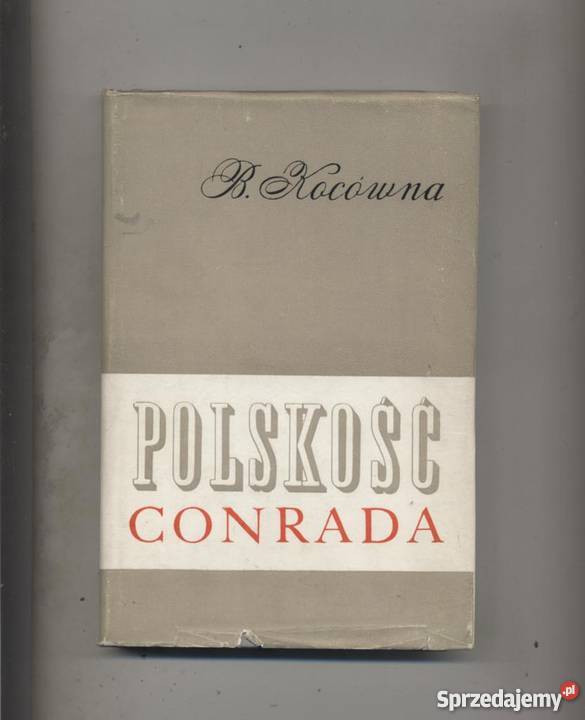 B. Kocówna
POLSKOŚĆ
CONRADA
Sprzedajemy.pl